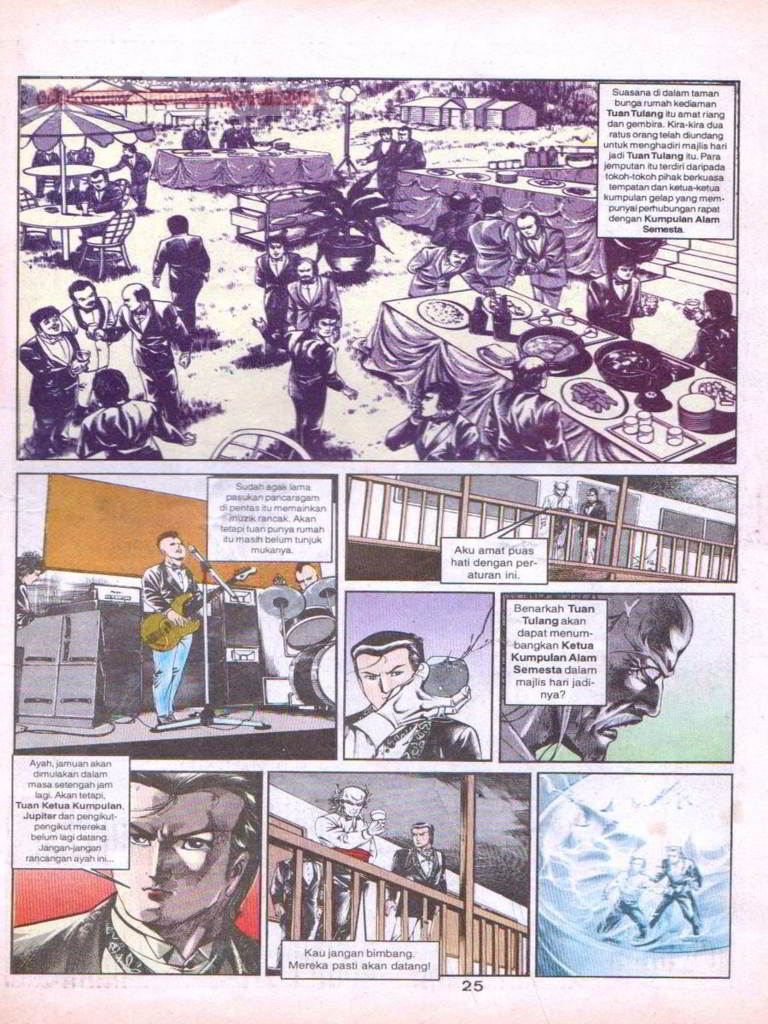 Suasana di dalam taman
bunga rumah kediaman
Tuan Tulang itu amat riang
dan gembira. Kira-kira dua
ratus orang telah diundang
untuk menghadiri majlis hari
jadi Tuan Tulang itu. Para
jemputan itu terdiri daripada
tokoh-tokoh pihak berkuasa
tempatan dan ketua-ketua
kumpulan gelap yang mem-
punyai perhubungan rapat
dengan Kumpulan Alam
Semesta.
Sudah agak lama
pasukan pancaragam
di pentas itu memainkan
muzik rancak. Akan
tetapi tuan punya rumah
itu masih belum tunjuk
mukanya.
Aku amat puas
hati dengan per-
aturan ini.
Benarkah Tuan
Tulang akan
dapat menum-
bangkan Ketua
Kumpulan Alam
Semesta dalam
majlis hari jadi-
nya?
Ayah, jamuan akan
dimulakan dalam
masa setengah jam
lagi. Akan tetapi,
Tuan Ketua Kumpulan,
Jupiter dan pengikut-
pengikut mereka
belum lagi datang.
Jangan-jangan
rancangan ayah ini...
Kau jangan bimbang.
Mereka pasti akan datang!
25